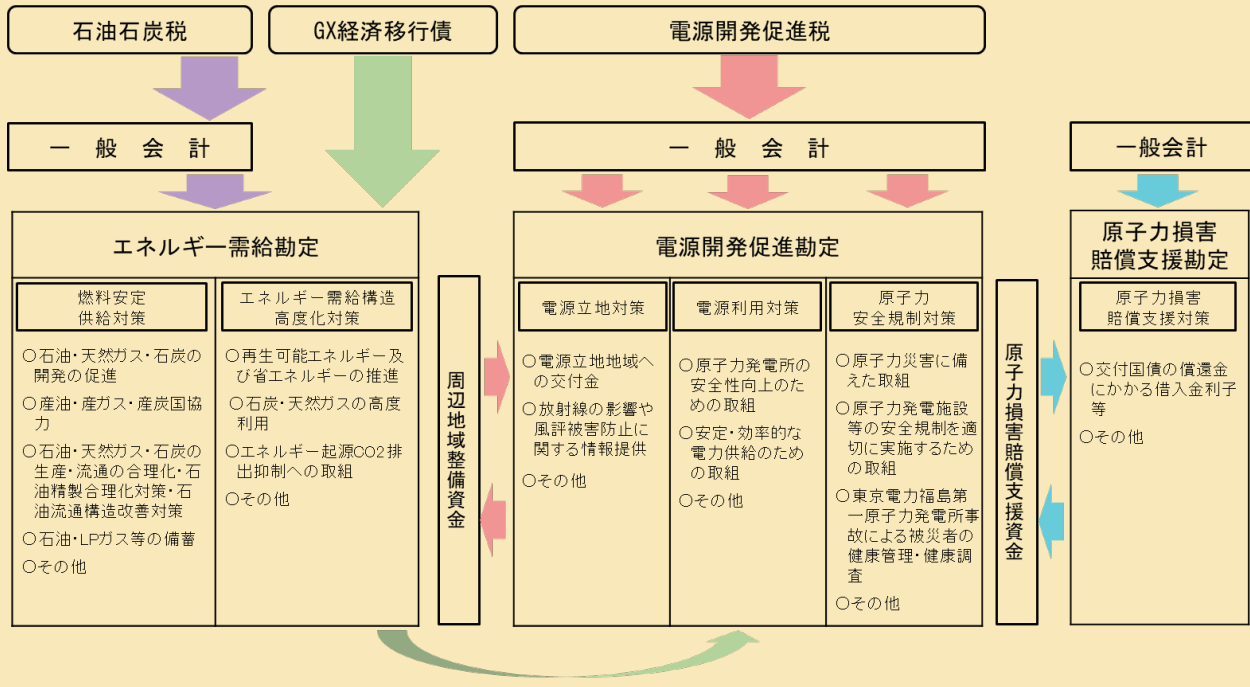 石油石炭税
GX経済移行債
電源開発促進税
一般会計
一般会計
一般会計
エネルギー需給勘定
燃料安定
供給対策
○石油・天然ガス・石炭の
開発の促進
○産油・産ガス・産炭国協
力
○石油・天然ガス・石炭の
生産・流通の合理化・石
油精製合理化対策・石
油流通構造改善対策
○石油・LPガス等の備蓄
○その他
エネルギー需給構造
高度化対策
○再生可能エネルギー及
び省エネルギーの推進
○石炭・天然ガスの高度
利用
○エネルギー起源CO2排
出抑制への取組
○その他
周辺地域整備資金
電源開発促進勘定
電源立地対策
○電源立地地域へ
の交付金
○放射線の影響や
風評被害防止に
関する情報提供
○その他
電源利用対策
○原子力発電所の
安全性向上のた
めの取組
○安定・効率的な
電力供給のため
の取組
○その他
原子力
安全規制対策
○原子力災害に備
えた取組
○原子力発電施設
等の安全規制を適
切に実施するため
の取組
○東京電力福島第
一原子力発電所事
故による被災者の
健康管理・健康調
査
○その他
原子力損害賠償支援資金
原子力損害
賠償支援勘定
原子力損害
賠償支援対策
○交付国債の償還金
にかかる借入金利子
等
○その他